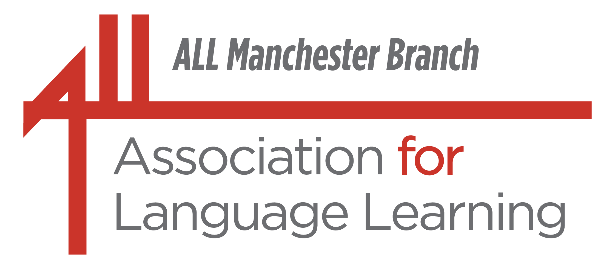 ALL Manchester Branch
Association for
Language Learning